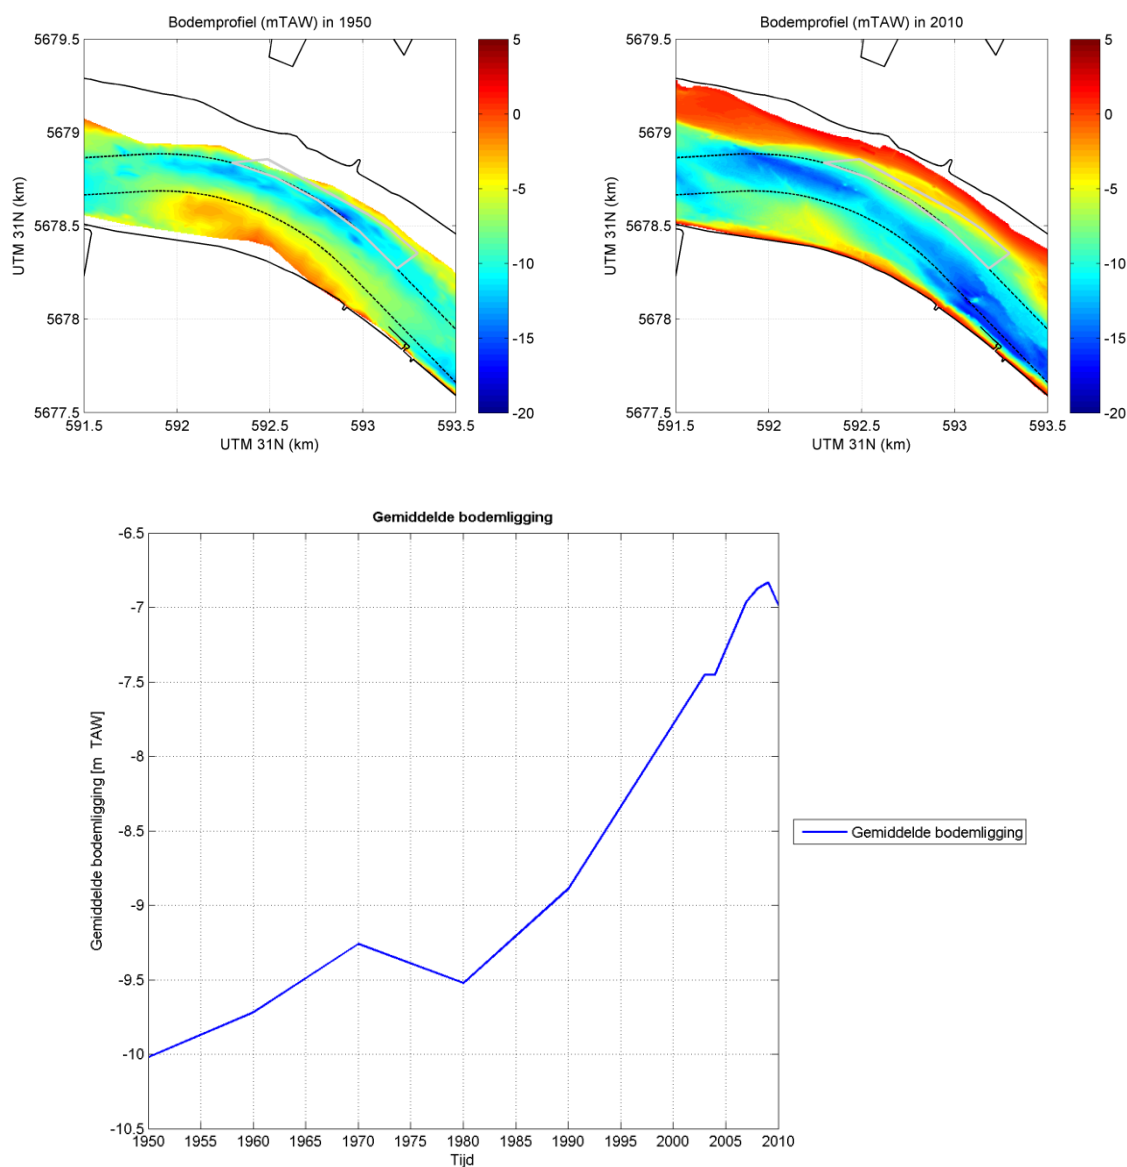 Bodemprofiel (mTAW) in 1950
5679.5
5679
5678.5
5678
5677.5
UTM 31N (km)
591.5 592 592.5 593 593.5
UTM 31N (km)
5
0
-5
-10
-15
-20
Bodemprofiel (mTAW) in 2010
5679.5
5679
5678.5
5678
5677.5
UTM 31N (km)
591.5 592 592.5 593 593.5
UTM 31N (km)
5
0
-5
-10
-15
-20
Gemiddelde bodemligging
-6.5
-7
-7.5
-8
-8.5
-9
-9.5
-10
-10.5
Gemiddelde bodemligging [m TAW]
1950 1955 1960 1965 1970 1975 1980 1985 1990 1995 2000 2005 2010
Tijd
Gemiddelde bodemligging